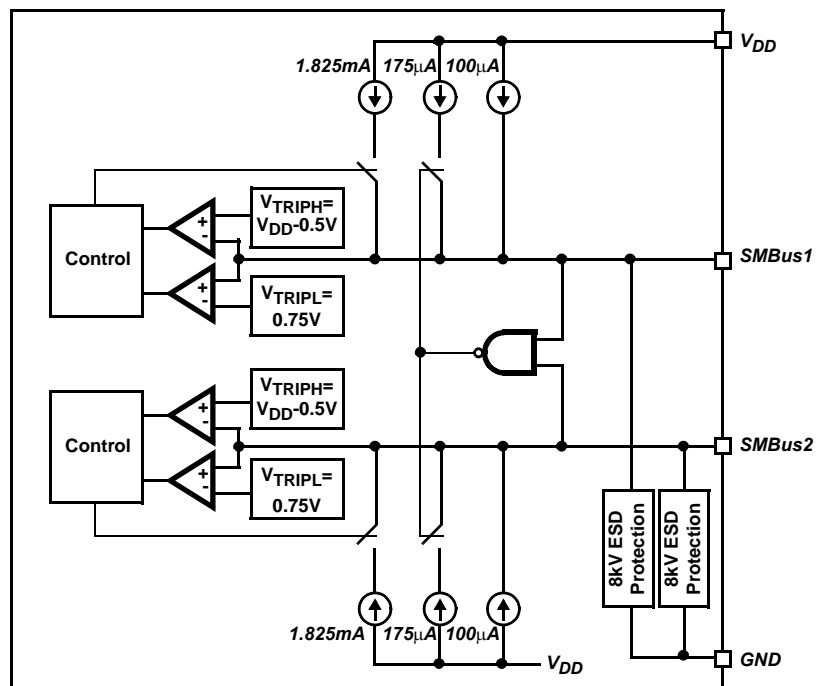 V_DD
1.825mA 175μA 100μA
V_TRIPH=
V_DD-0.5V
+
-
Control
SMBus1
+
-
V_TRIPL=
0.75V
V_TRIPH=
V_DD-0.5V
+
-
Control
SMBus2
+
-
V_TRIPL=
0.75V
8kV ESD
Protection
8kV ESD
Protection
1.825mA 175μA 100μA
V_DD
GND